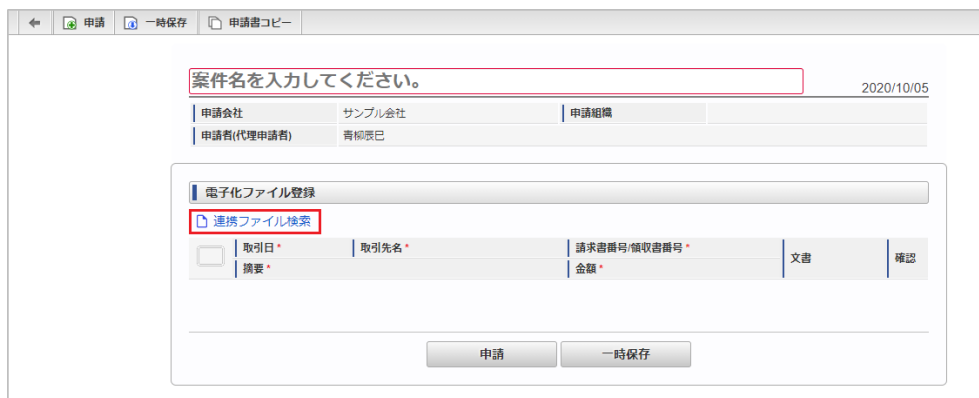 申請 一時保存 申請書コピー
案件名を入力してください。
2020/10/05
申請会社 サンプル会社 申請組織
申請者(代理申請者) 青柳辰巳
電子化ファイル登録
連携ファイル検索
取引日* 取引先名* 請求書番号/領収書番号* 文書 確認
摘要* 金額*
申請 一時保存